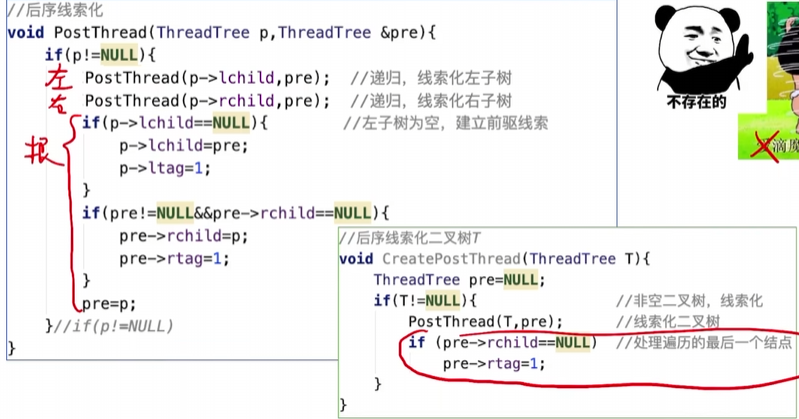 //后序线索化
void PostThread(ThreadTree p,ThreadTree &pre){
if(p!=NULL){
左 PostThread(p->lchild,pre); //递归，线索化左子树
右 PostThread(p->rchild,pre); //递归，线索化右子树
if(p->lchild==NULL){ //左子树为空，建立前驱线索
根 p->lchild=pre;
p->ltag=1;
}
if(pre!=NULL&&pre->rchild==NULL){
pre->rchild=p;
pre->rtag=1;
}
pre=p;
}//if(p!=NULL)
}
不存在的
滴魔
//后序线索化二叉树T
void CreatePostThread(ThreadTree T){
ThreadTree pre=NULL;
if(T!=NULL){ //非空二叉树，线索化
PostThread(T,pre); //线索化二叉树
if (pre->rchild==NULL) //处理遍历的最后一个结点
pre->rtag=1;
}
}